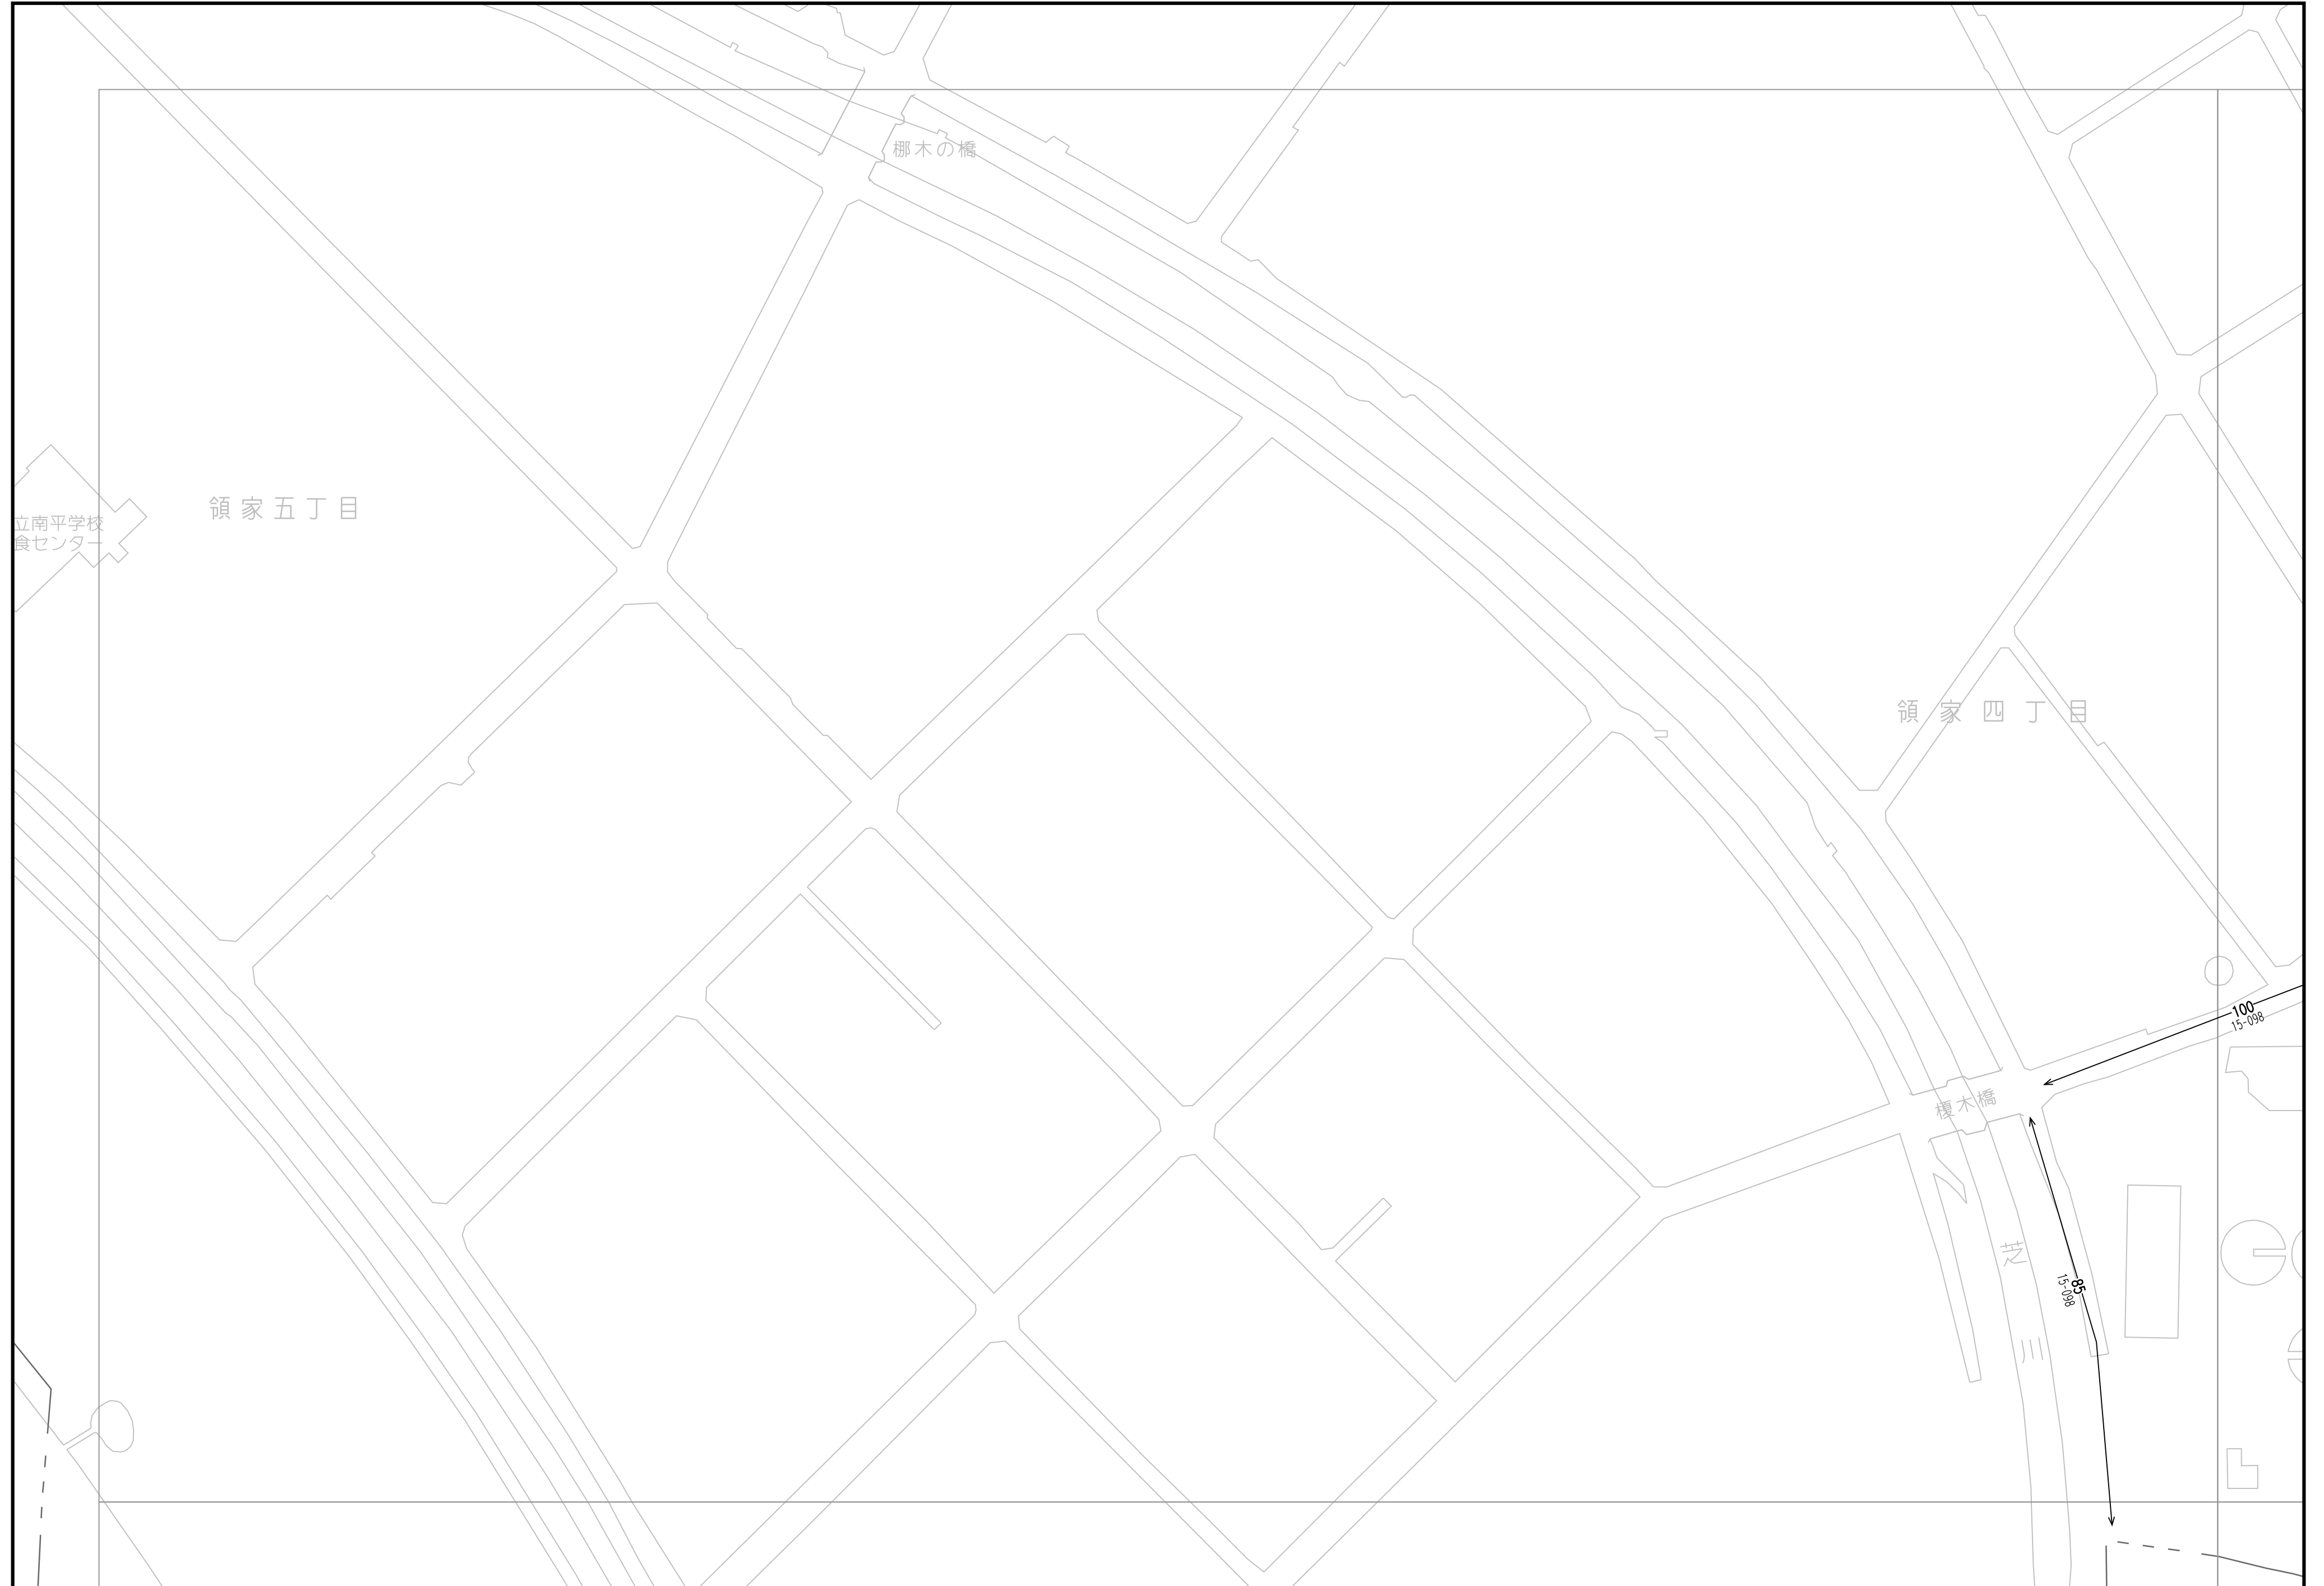 梛木の橋
領家五丁目
立南平学校
食センター
領家四丁目
100
15-098
榎木橋
芝
85
15-098
川